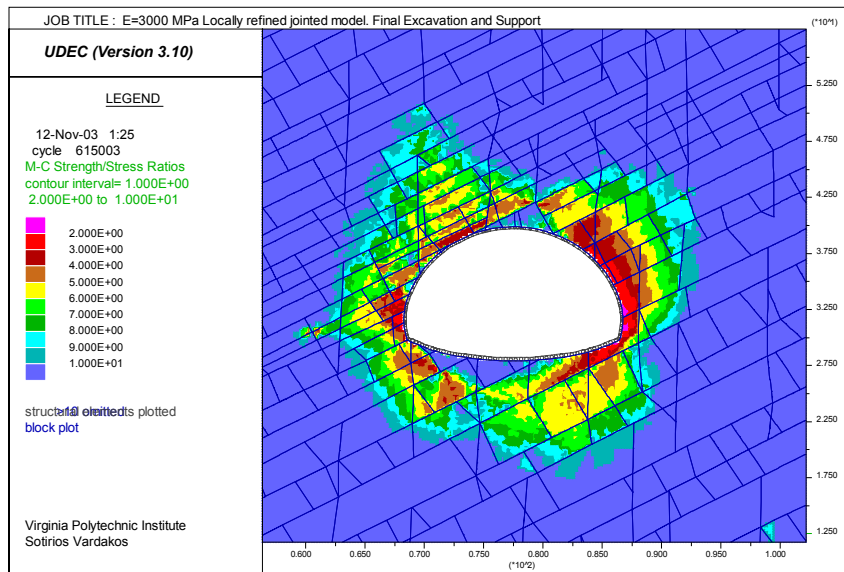 JOB TITLE : E=3000 MPa Locally refined jointed model. Final Excavation and Support
(*10^1)
UDEC (Version 3.10)
LEGEND
12-Nov-03 1:25
cycle 615003
M-C Strength/Stress Ratios
contour interval= 1.000E+00
2.000E+00 to 1.000E+01
2.000E+00
3.000E+00
4.000E+00
5.000E+00
6.000E+00
7.000E+00
8.000E+00
9.000E+00
1.000E+01
plotted
block plot
Virginia Polytechnic Institute
Sotirios Vardakos
5.250
4.750
4.250
3.750
3.250
2.750
2.250
1.750
1.250
0.600 0.650 0.700 0.750 0.800 0.850 0.900 0.950 1.000
(*10^2)